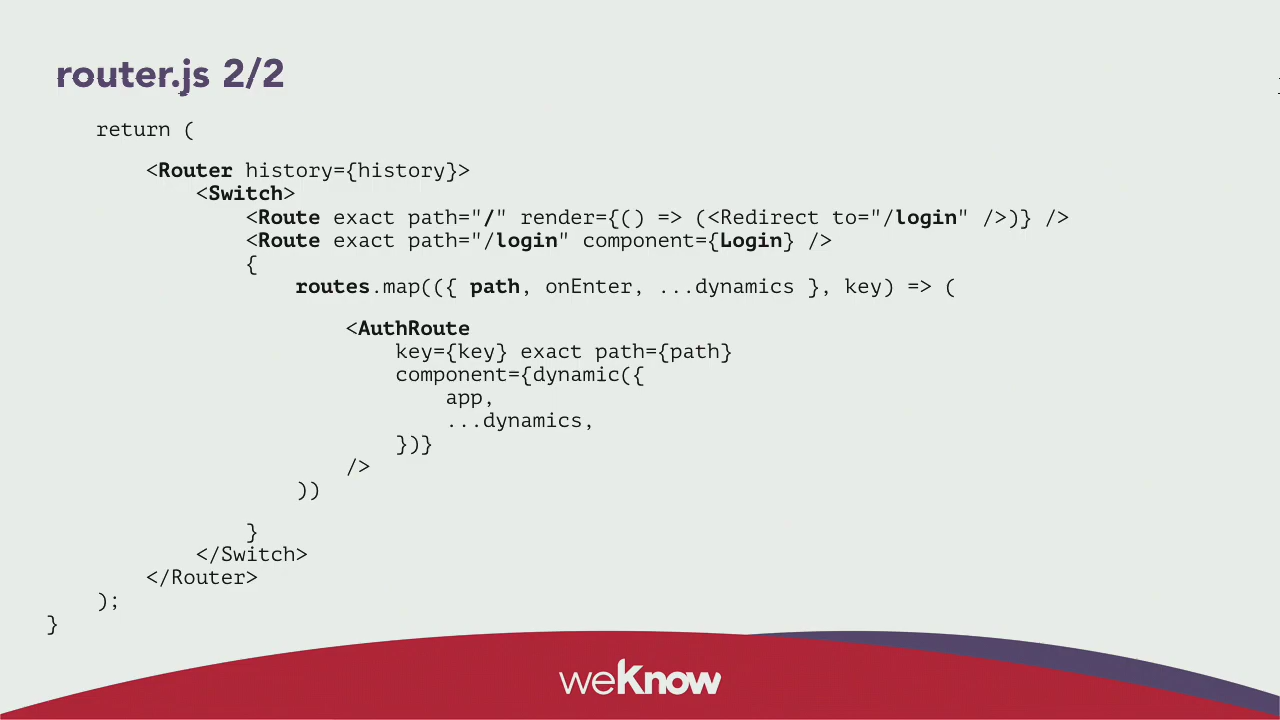 router.js 2/2
return (
<Router history={history}>
<Switch>
<Route exact path="/" render={() => (<Redirect to="/login" />)} />
<Route exact path="/login" component={Login} />
{
routes.map(({ path, onEnter, ...dynamics }, key) => (
<AuthRoute
key={key} exact path={path}
component={dynamic({
app,
...dynamics,
})}
/>
))
}
</Switch>
</Router>
);
}
weKnow